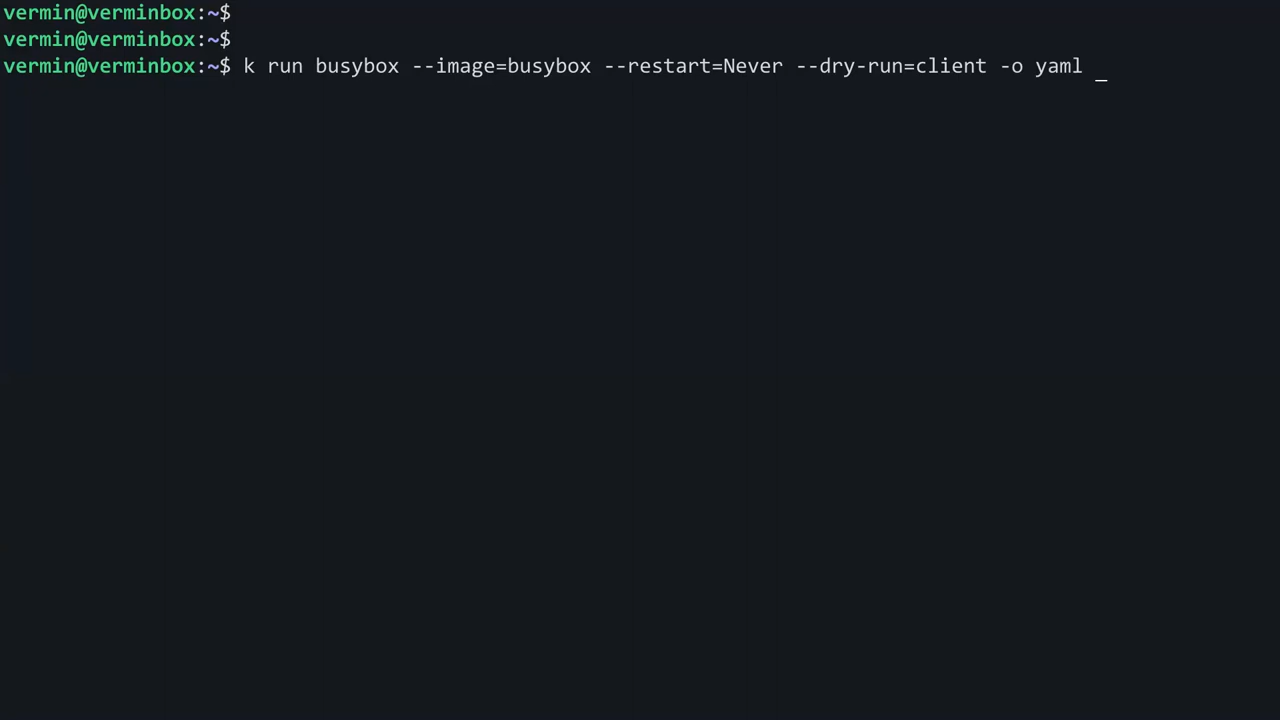 vermin@verminbox:~$
vermin@verminbox:~$
vermin@verminbox:~$ k run busybox --image=busybox --restart=Never --dry-run=client -o yaml _